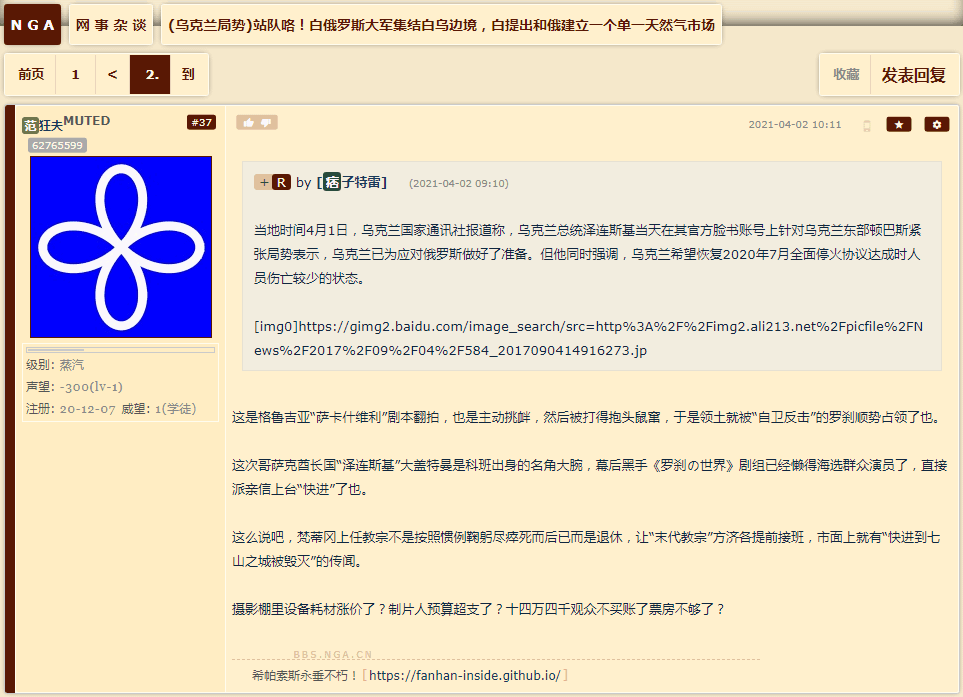 NGA 网事杂谈 (乌克兰局势)站队咯！白俄罗斯大军集结白乌边境，白提出和俄建立一个单一天然气市场
前页 1 < 2. 到 收藏 发表回复
范狂夫MUTED #37 2021-04-02 10:11
62765599
级别: 蒸汽
声望: -300(lv-1)
注册: 20-12-07 威望: 1(学徒)
+ R by [痞子特雷] (2021-04-02 09:10)
当地时间4月1日，乌克兰国家通讯社报道称，乌克兰总统泽连斯基当天在其官方脸书账号上针对乌克兰东部顿巴斯紧
张局势表示，乌克兰已为应对俄罗斯做好了准备。但他同时强调，乌克兰希望恢复2020年7月全面停火协议达成时人
员伤亡较少的状态。
[img0]https://gimg2.baidu.com/image_search/src=http%3A%2F%2Fimg2.ali213.net%2Fpicfile%2FN
ews%2F2017%2F09%2F04%2F584_2017090414916273.jp
这是格鲁吉亚“萨卡什维利”剧本翻拍，也是主动挑衅，然后被打得抱头鼠窜，于是领土就被“自卫反击”的罗刹顺势占领了也。
这次哥萨克酋长国“泽连斯基”大盖特曼是科班出身的名角大腕，幕后黑手《罗刹の世界》剧组已经懒得海选群众演员了，直接
派亲信上台“快进”了也。
这么说吧，梵蒂冈上任教宗不是按照惯例鞠躬尽瘁死而后已而是退休，让“末代教宗”方济各提前接班，市面上就有“快进到七
山之城被毁灭”的传闻。
摄影棚里设备耗材涨价了？制片人预算超支了？十四万四千观众不买账了票房不够了？
BBS.NGA.CN
希帕索斯永垂不朽！[https://fanhan-inside.github.io/]